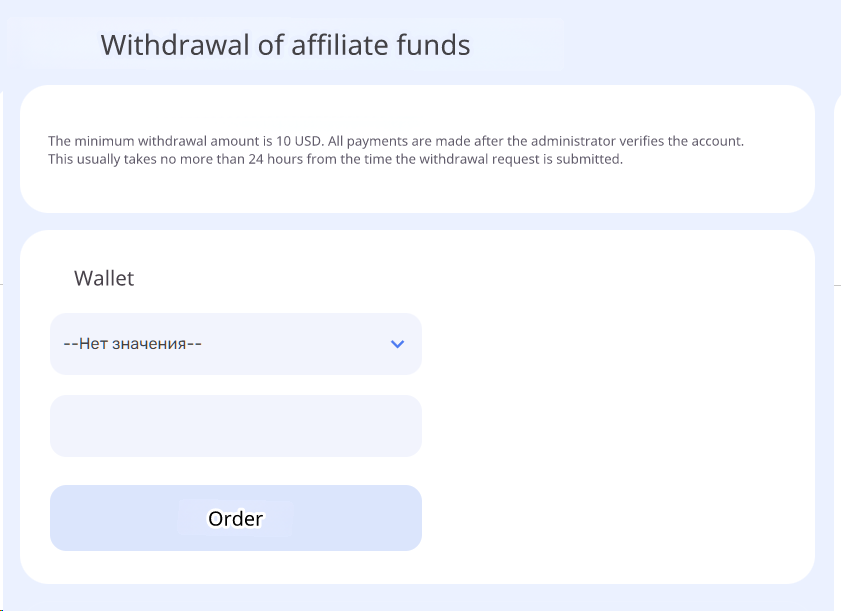 Withdrawal of affiliate funds
The minimum withdrawal amount is 10 USD. All payments are made after the administrator verifies the account.
This usually takes no more than 24 hours from the time the withdrawal request is submitted.
Wallet
--Нет значения--
Order